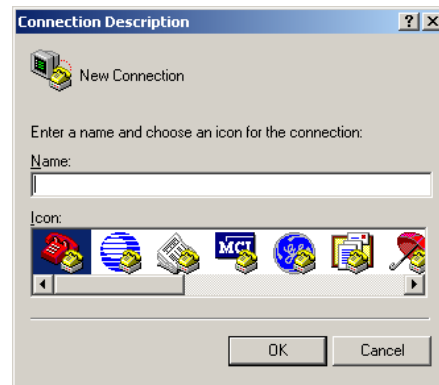 Connection Description
New Connection
Enter a name and choose an icon for the connection:
Name:
Icon:
MCI
OK
Cancel